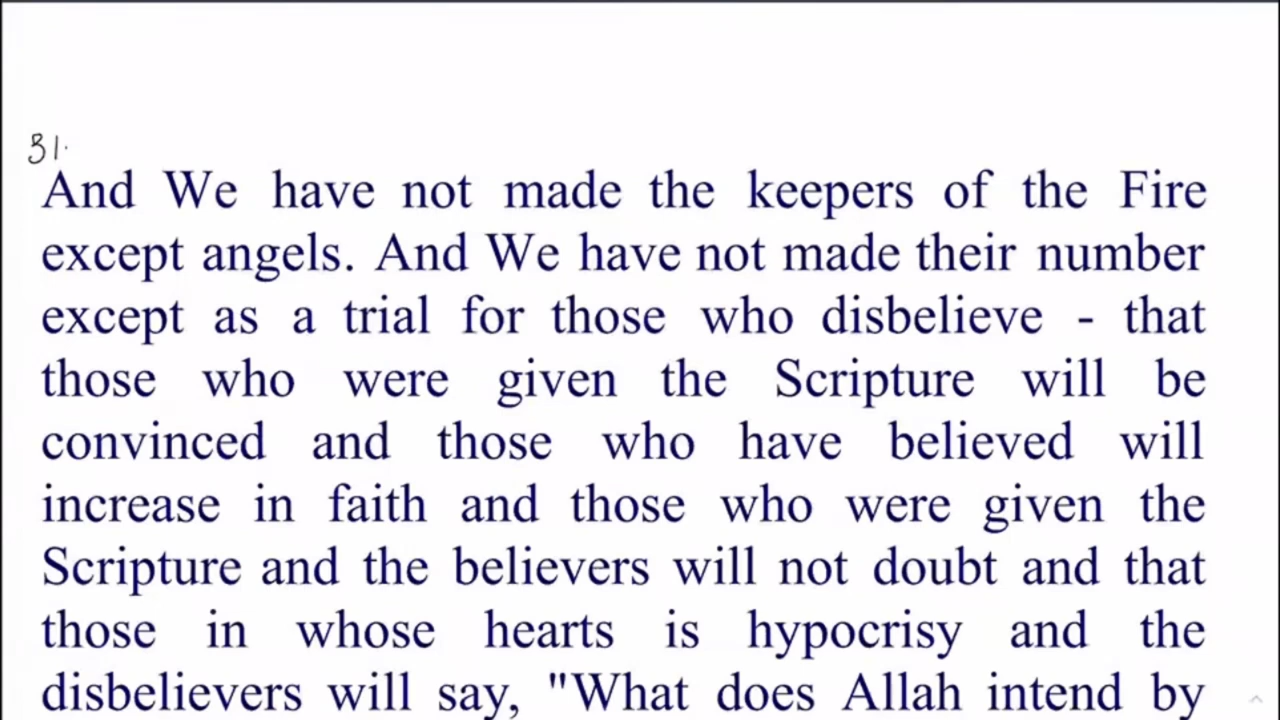 31.
And We have not made the keepers of the Fire
except angels. And We have not made their number
except as a trial for those who disbelieve - that
those who were given the Scripture will be
convinced and those who have believed will
increase in faith and those who were given the
Scripture and the believers will not doubt and that
those in whose hearts is hypocrisy and the
disbelievers will say, "What does Allah intend by